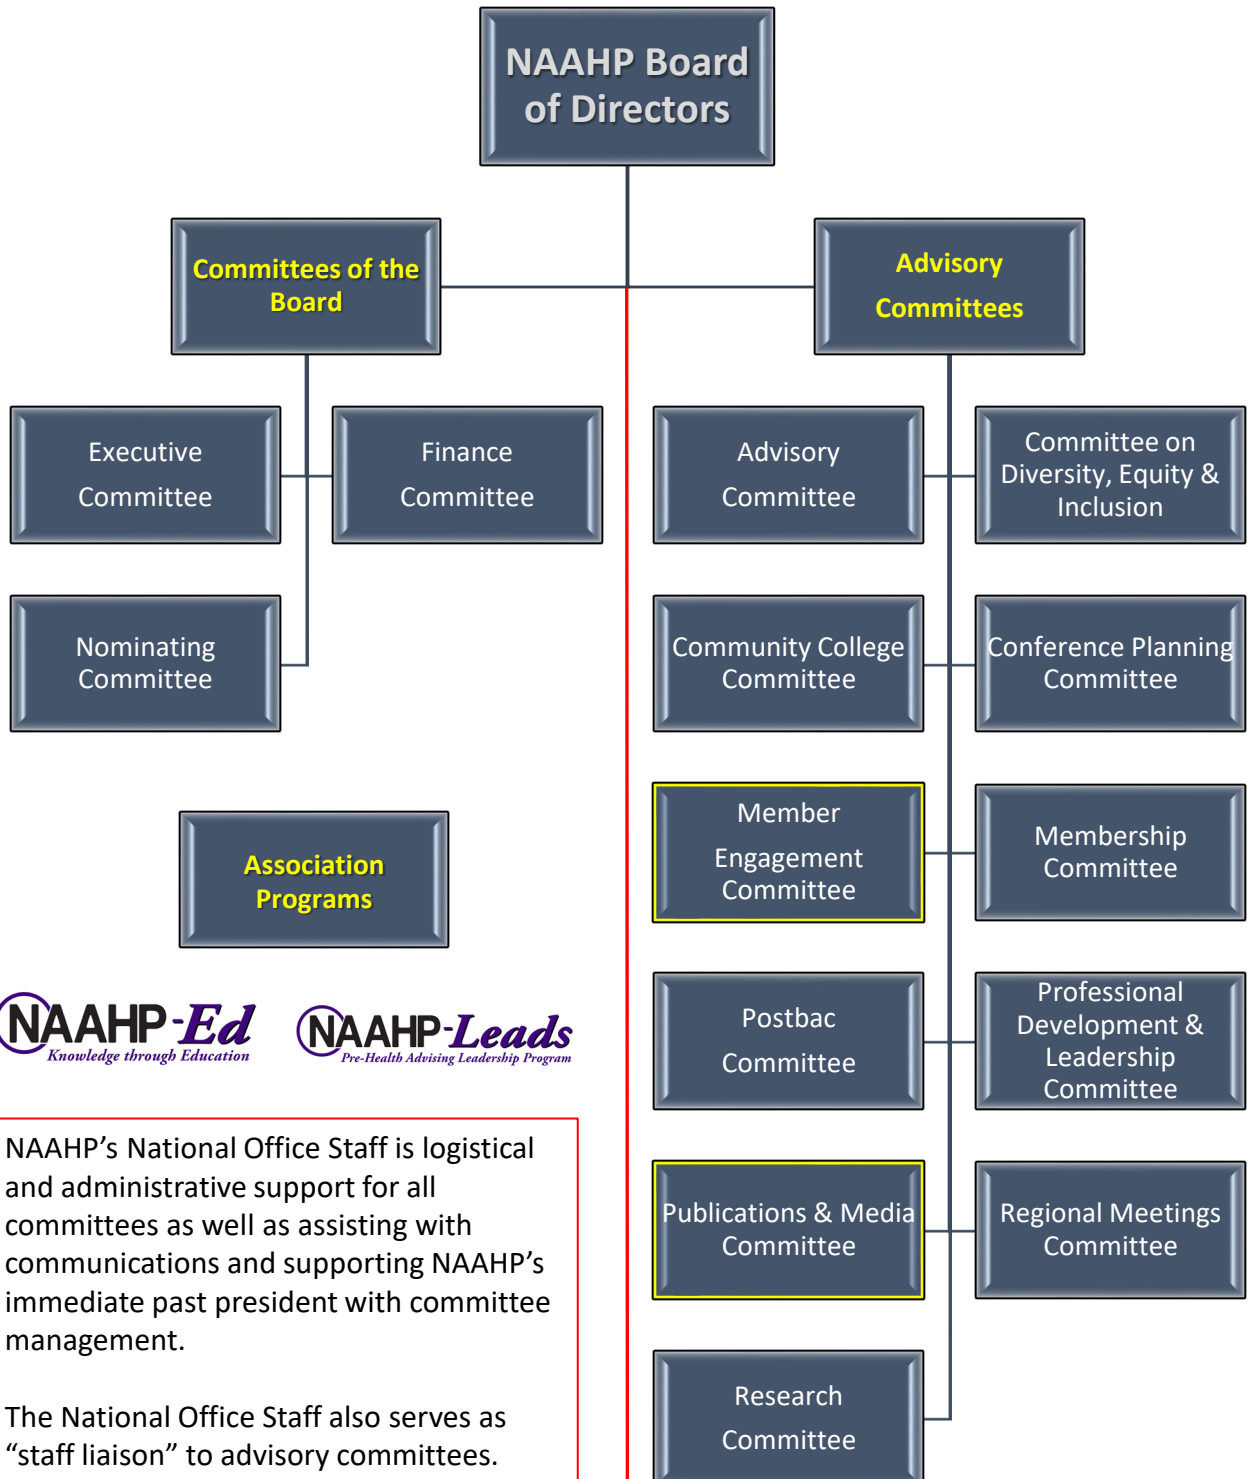 NAAHP Board
of Directors
Committees of the
Board
Advisory
Committees
Executive
Committee
Finance
Committee
Nominating
Committee
Advisory
Committee
Committee on
Diversity, Equity &
Inclusion
Community College
Committee
Conference Planning
Committee
Member
Engagement
Committee
Membership
Committee
Postbac
Committee
Professional
Development &
Leadership
Committee
Publications & Media
Committee
Regional Meetings
Committee
Research
Committee
Association
Programs
NAAHP-Ed
Knowledge through Education
NAAHP-Leads
Pre-Health Advising Leadership Program
NAAHP’s National Office Staff is logistical
and administrative support for all
committees as well as assisting with
communications and supporting NAAHP’s
immediate past president with committee
management.
The National Office Staff also serves as
“staff liaison” to advisory committees.